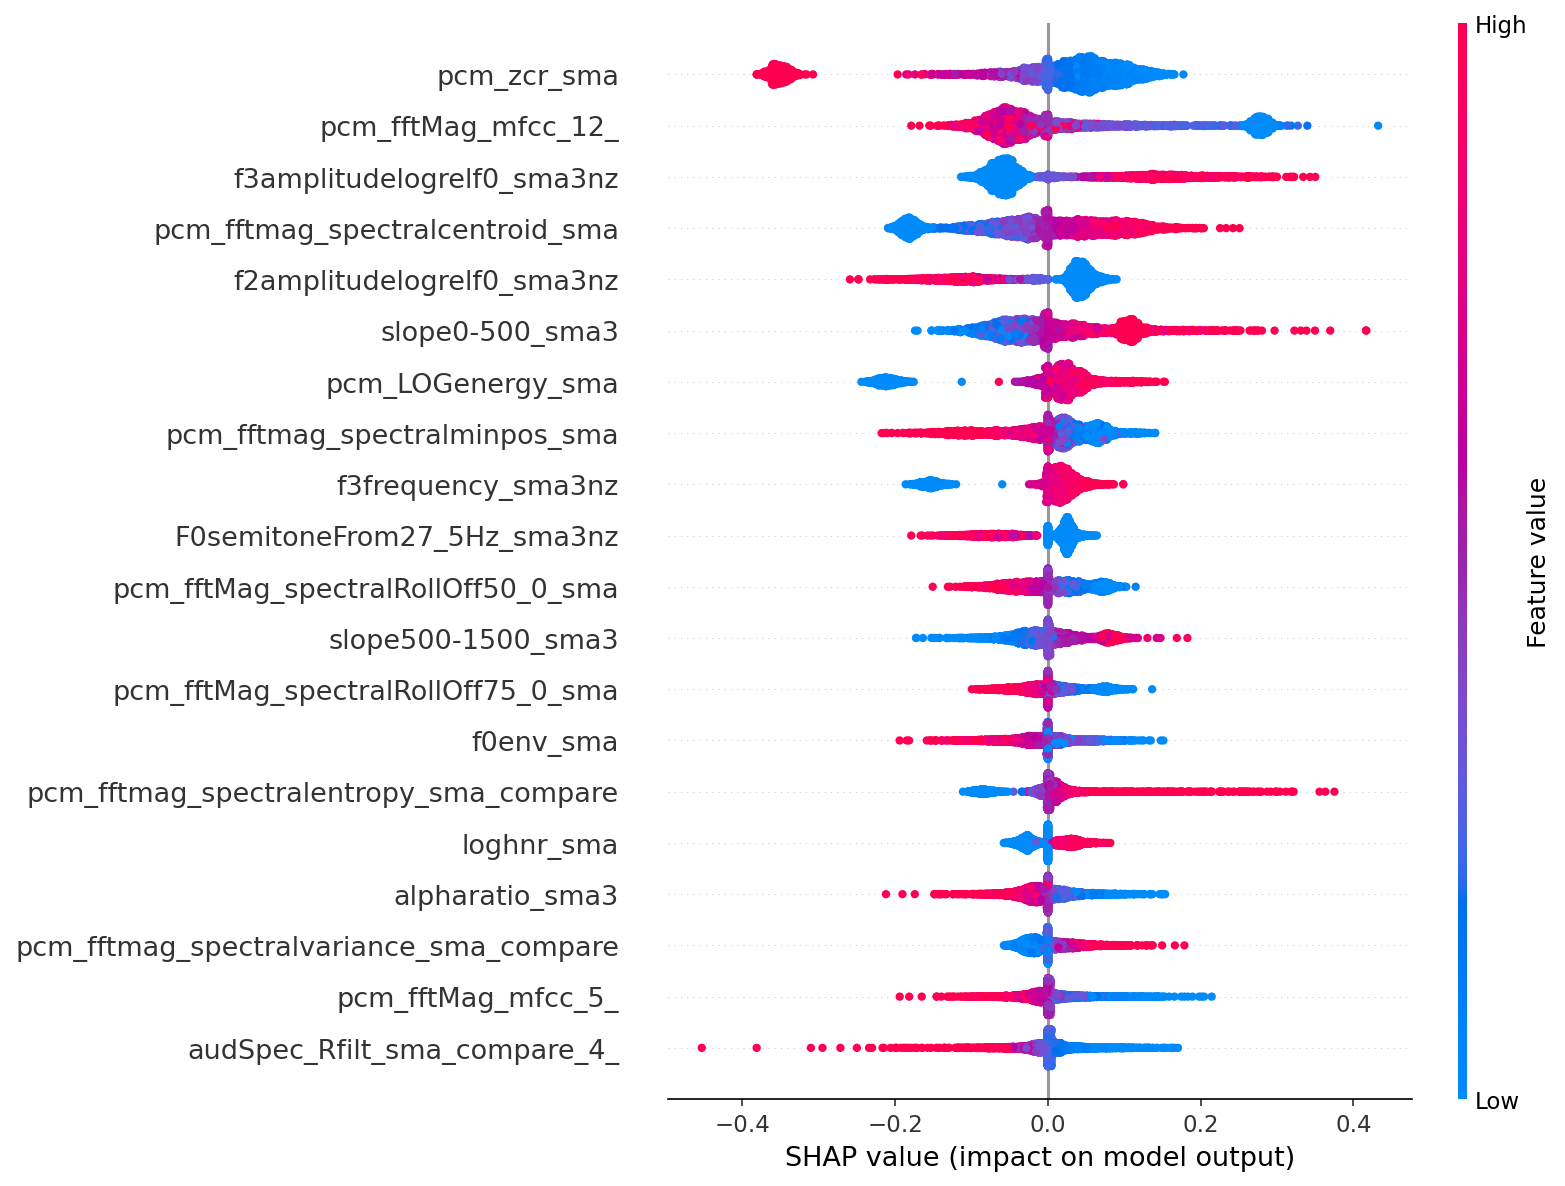 High
pcm_zcr_sma
pcm_fftMag_mfcc_12_
f3amplitudelogrelf0_sma3nz
pcm_fftmag_spectralcentroid_sma
f2amplitudelogrelf0_sma3nz
slope0-500_sma3
pcm_LOGenergy_sma
pcm_fftmag_spectralminpos_sma
f3frequency_sma3nz
F0semitoneFrom27_5Hz_sma3nz
pcm_fftMag_spectralRollOff50_0_sma
slope500-1500_sma3
pcm_fftMag_spectralRollOff75_0_sma
f0env_sma
pcm_fftmag_spectralentropy_sma_compare
loghnr_sma
alpharatio_sma3
pcm_fftmag_spectralvariance_sma_compare
pcm_fftMag_mfcc_5_
audSpec_Rfilt_sma_compare_4_
Feature value
Low
−0.4 −0.2 0.0 0.2 0.4
SHAP value (impact on model output)